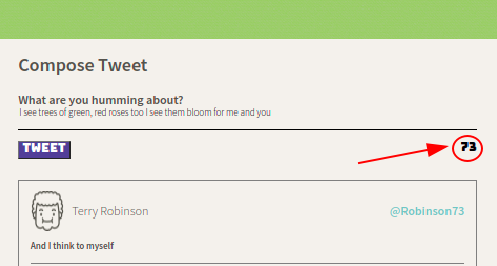 Compose Tweet
What are you humming about?
I see trees of green, red roses too I see them bloom for me and you
TWEET 73
Terry Robinson @Robinson73
And I think to myself